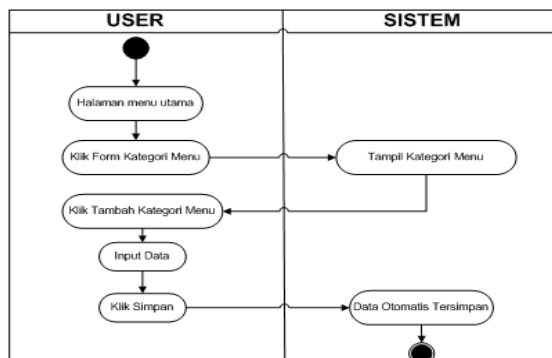 USER
SISTEM
Halaman menu utama
Klik Form Kategori Menu
Tampil Kategori Menu
Klik Tambah Kategori Menu
Input Data
Klik Simpan
Data Otomatis Tersimpan